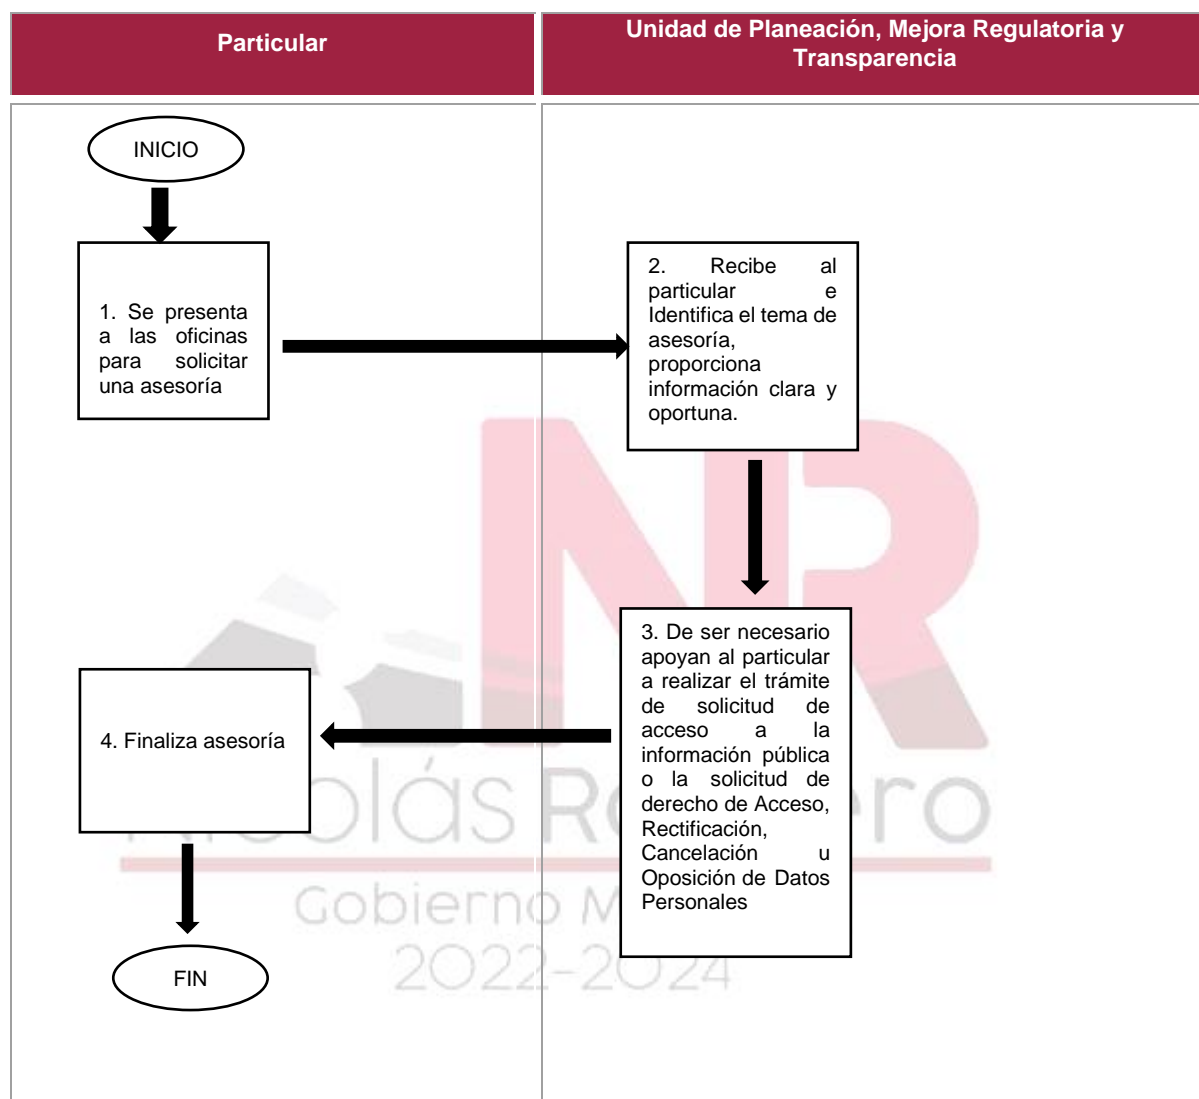 Particular
Unidad de Planeación, Mejora Regulatoria y
Transparencia
INICIO
1. Se presenta
a las oficinas
para solicitar
una asesoría
2. Recibe al
particular e
Identifica el tema de
asesoría,
proporciona
información clara y
oportuna.
3. De ser necesario
apoyan al particular
a realizar el trámite
de solicitud de
acceso a la
información pública
o la solicitud de
derecho de Acceso,
Rectificación,
Cancelación u
Oposición de Datos
Personales
4. Finaliza asesoría
FIN
NR
Gobierno M
2022-2024